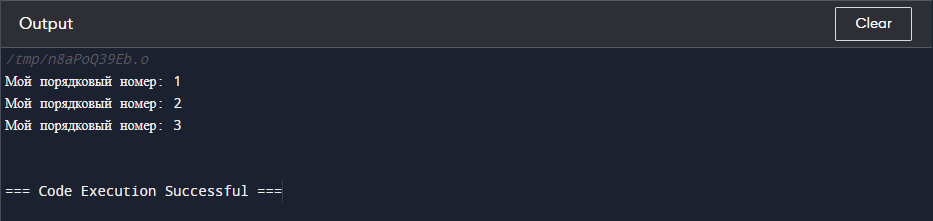 Output
Clear
/tmp/n8aPoQ39Eb.o
Мой порядковый номер: 1
Мой порядковый номер: 2
Мой порядковый номер: 3
=== Code Execution Successful ===